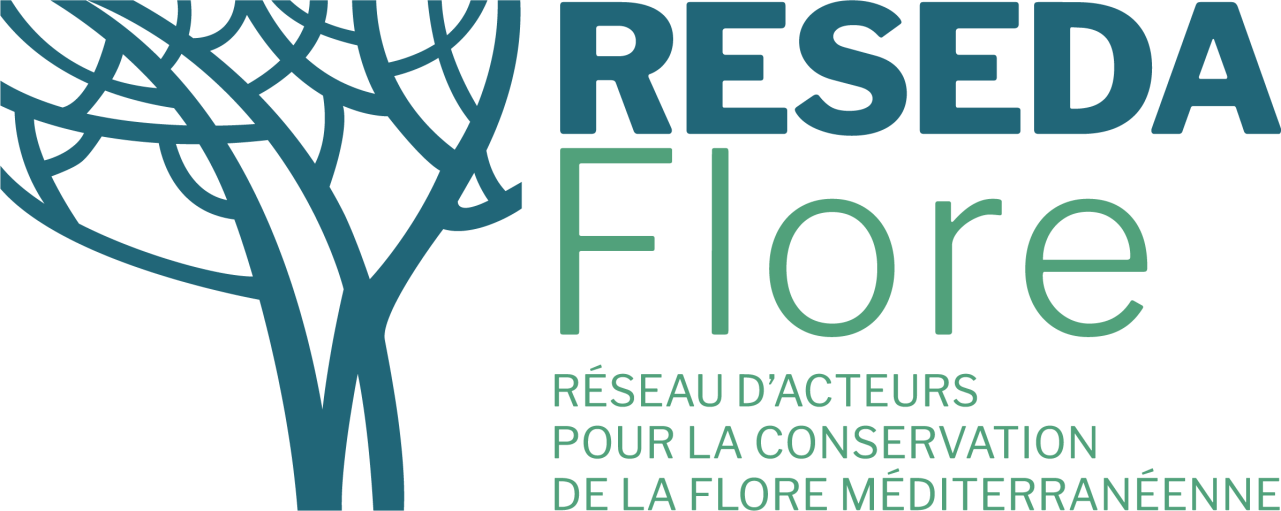 RESEDA
Flore
RÉSEAU D’ACTEURS
POUR LA CONSERVATION
DE LA FLORE MÉDITERRANÉENNE